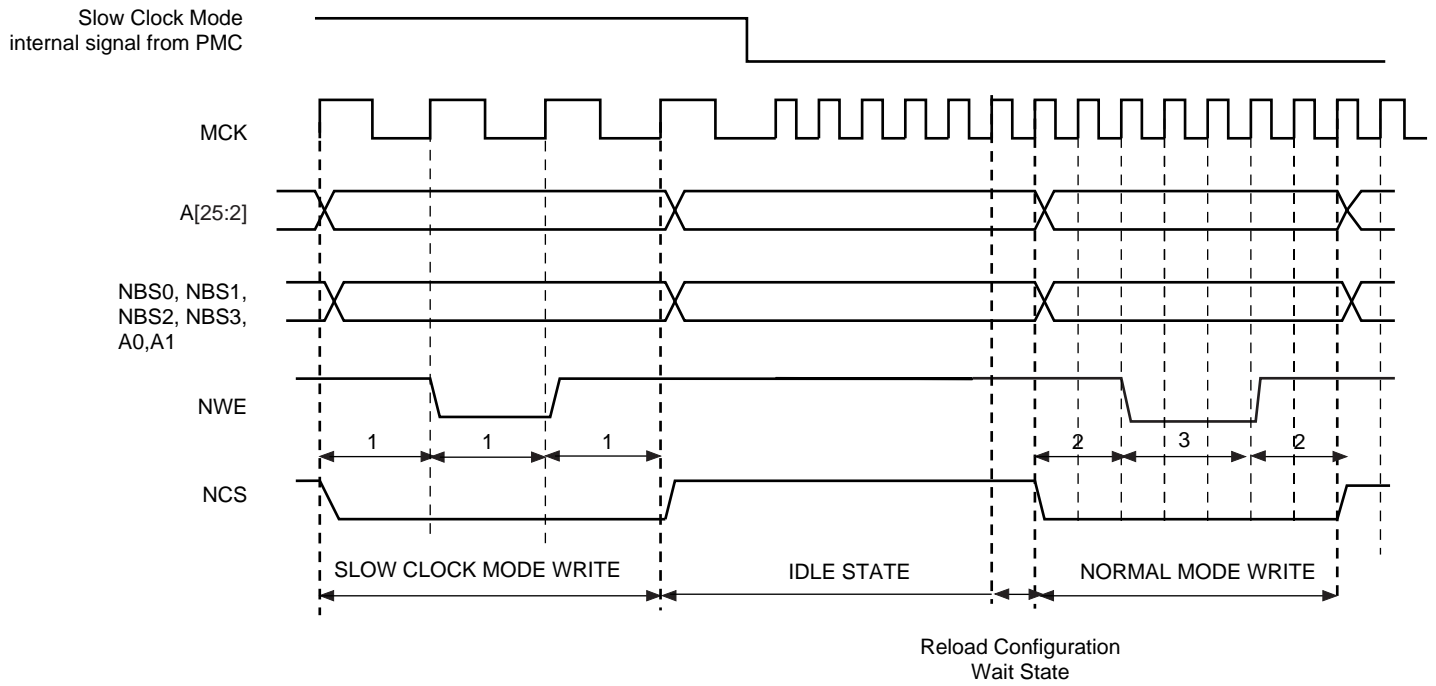 Slow Clock Mode
internal signal from PMC
MCK
A[25:2]
NBS0, NBS1,
NBS2, NBS3,
A0,A1
NWE
1 1 1 2 3 2
NCS
SLOW CLOCK MODE WRITE IDLE STATE NORMAL MODE WRITE
Reload Configuration
Wait State